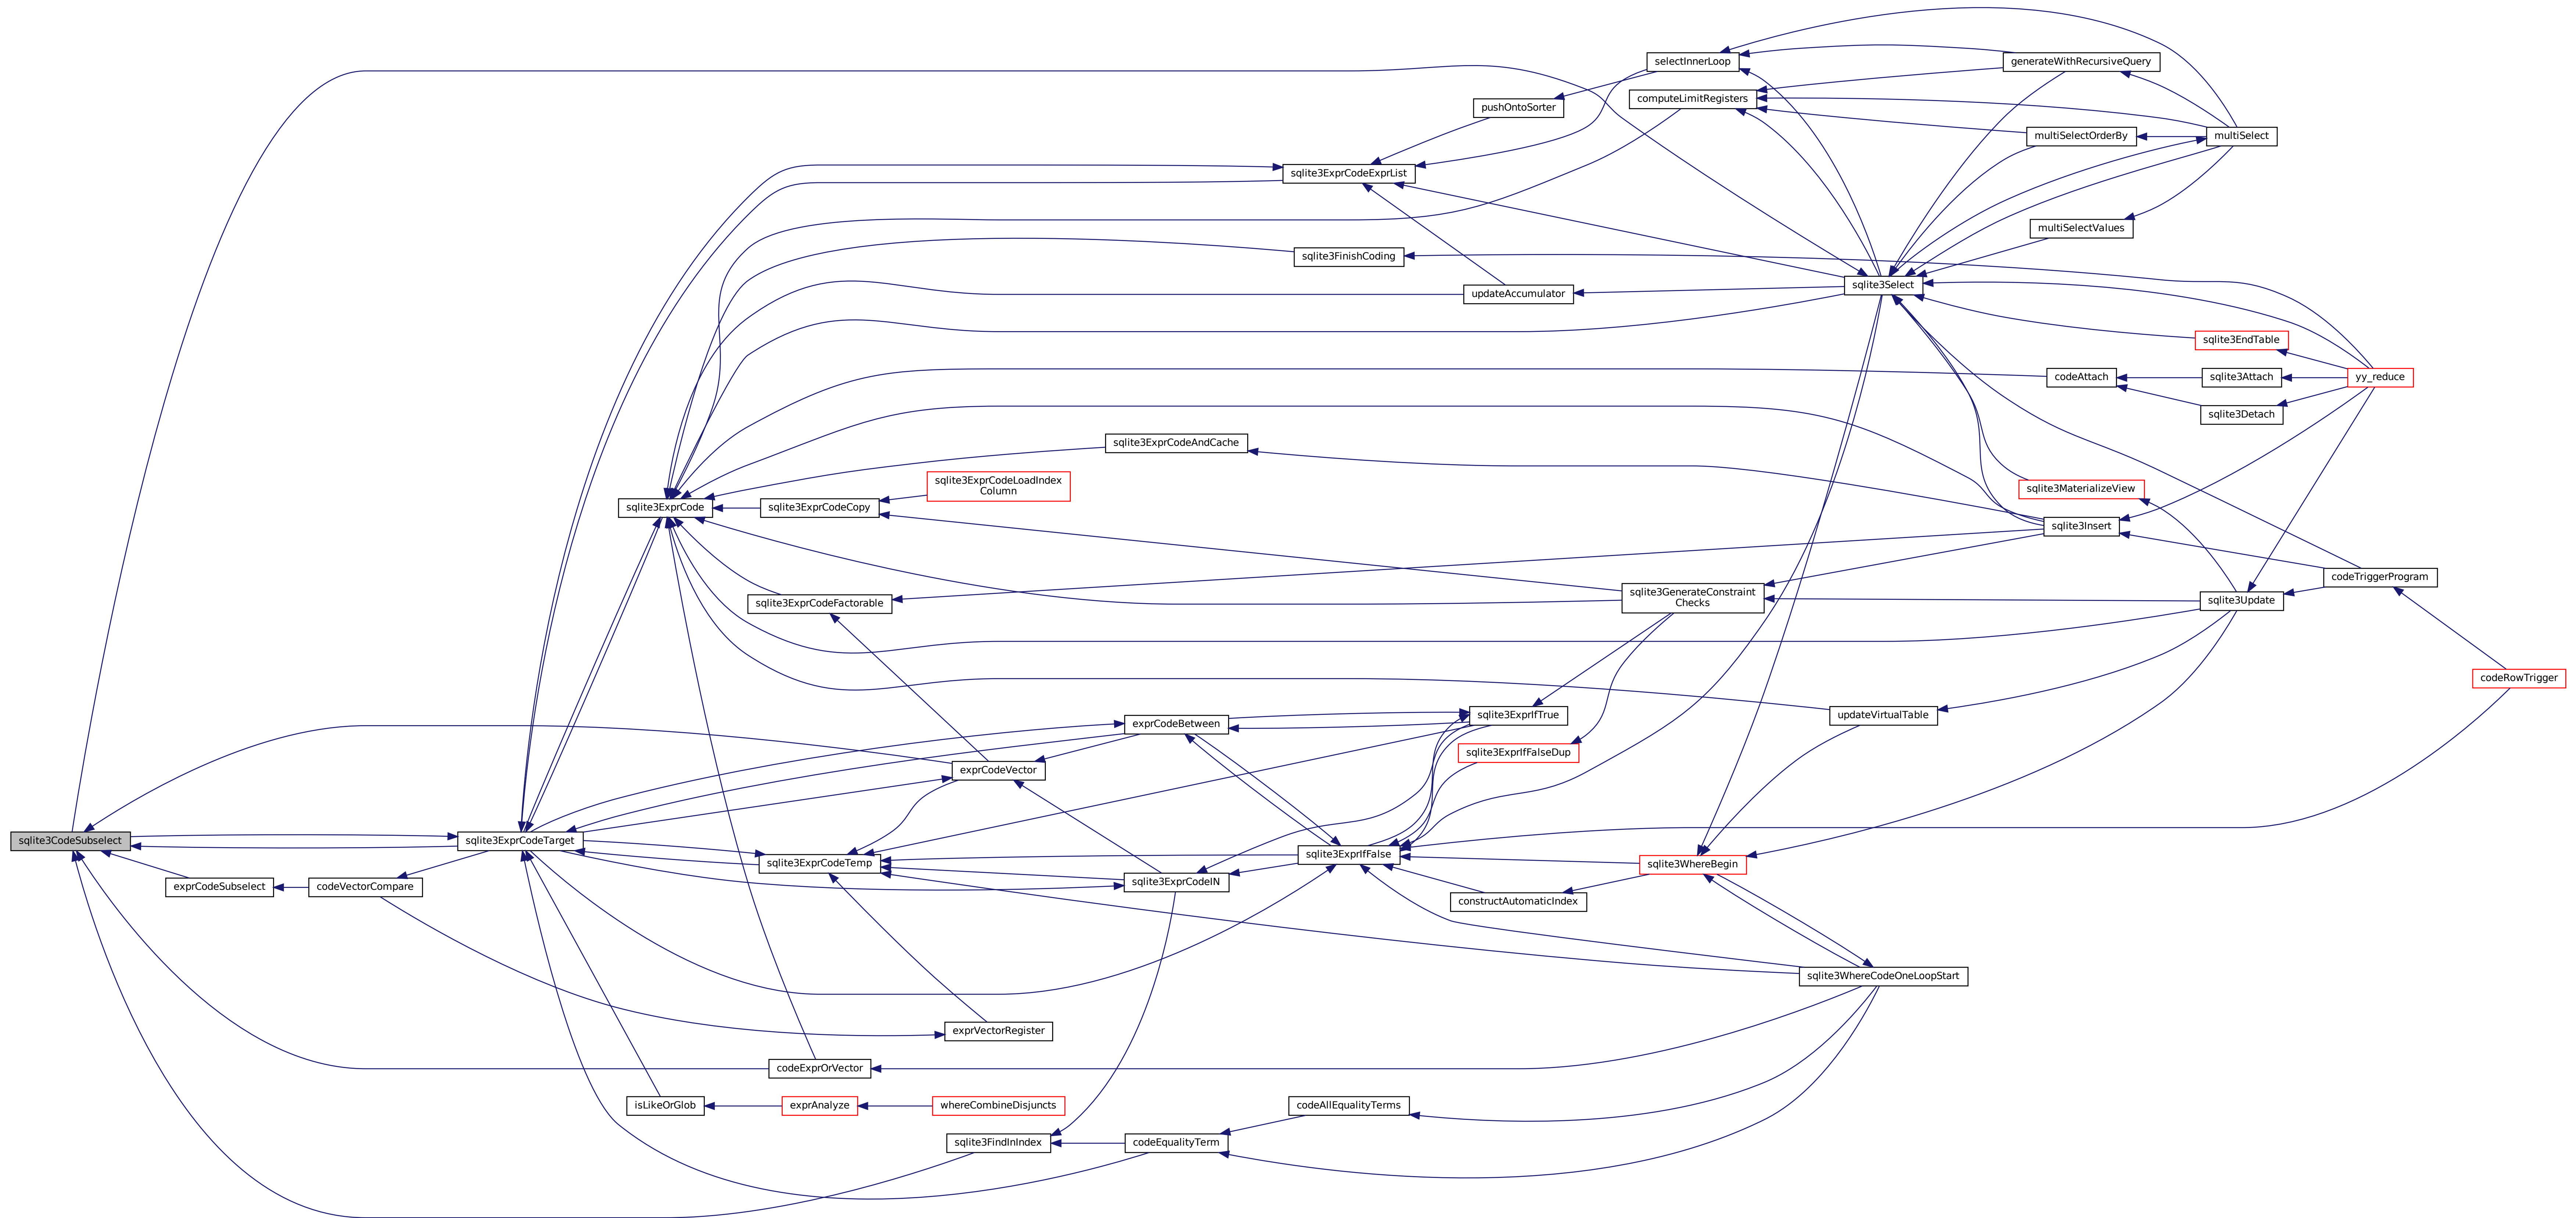 selectInnerLoop
generateWithRecursiveQuery
computeLimitRegisters
pushOntoSorter
multiSelectOrderBy
multiSelect
sqlite3ExprCodeExprList
multiSelectValues
sqlite3FinishCoding
sqlite3Select
updateAccumulator
sqlite3EndTable
codeAttach
sqlite3Attach
yy_reduce
sqlite3Detach
sqlite3ExprCodeAndCache
sqlite3ExprCodeLoadIndex
Column
sqlite3MaterializeView
sqlite3ExprCode
sqlite3ExprCodeCopy
sqlite3Insert
codeTriggerProgram
sqlite3ExprCodeFactorable
sqlite3GenerateConstraint
Checks
sqlite3Update
codeRowTrigger
exprCodeBetween
sqlite3ExprIfTrue
updateVirtualTable
sqlite3ExprIfFalseDup
exprCodeVector
sqlite3CodeSubselect
sqlite3ExprCodeTarget
sqlite3ExprCodeTemp
sqlite3ExprIfFalse
sqlite3WhereBegin
exprCodeSubselect
codeVectorCompare
sqlite3ExprCodeIN
constructAutomaticIndex
sqlite3WhereCodeOneLoopStart
exprVectorRegister
codeExprOrVector
isLikeOrGlob
exprAnalyze
whereCombineDisjuncts
codeAllEqualityTerms
sqlite3FindInIndex
codeEqualityTerm